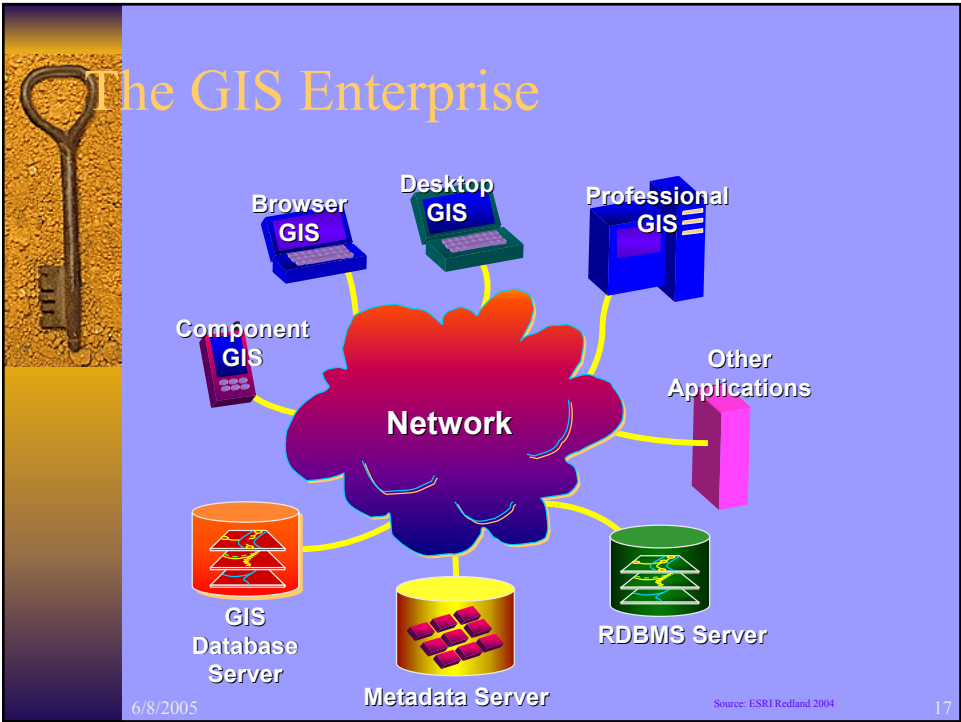 The GIS Enterprise
Browser
GIS
Desktop
GIS
Professional
GIS
Component
GIS
Other
Applications
Network
GIS
Database
Server
Metadata Server
RDBMS Server
6/8/2005
Source: ESRI Redland 2004
17